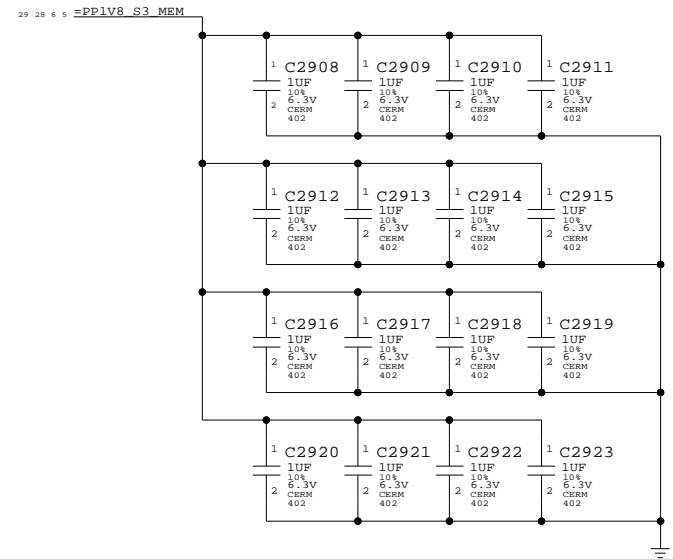 29 28 6 5 =PP1V8_S3_MEM
1 C2908 1 C2909 1 C2910 1 C2911
1UF 1UF 1UF 1UF
10% 10% 10% 10%
2 6.3V 2 6.3V 2 6.3V 2 6.3V
CERM CERM CERM CERM
402 402 402 402
1 C2912 1 C2913 1 C2914 1 C2915
1UF 1UF 1UF 1UF
10% 10% 10% 10%
2 6.3V 2 6.3V 2 6.3V 2 6.3V
CERM CERM CERM CERM
402 402 402 402
1 C2916 1 C2917 1 C2918 1 C2919
1UF 1UF 1UF 1UF
10% 10% 10% 10%
2 6.3V 2 6.3V 2 6.3V 2 6.3V
CERM CERM CERM CERM
402 402 402 402
1 C2920 1 C2921 1 C2922 1 C2923
1UF 1UF 1UF 1UF
10% 10% 10% 10%
2 6.3V 2 6.3V 2 6.3V 2 6.3V
CERM CERM CERM CERM
402 402 402 402